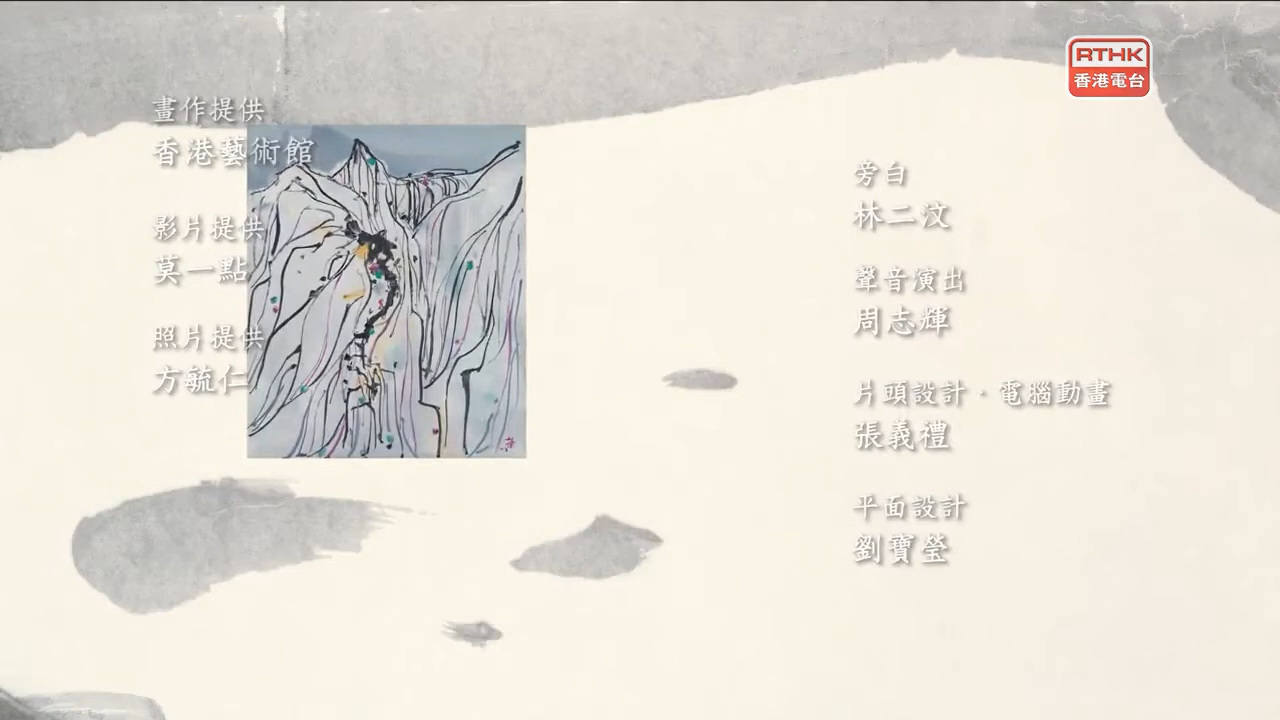 RTHK
香港電台
畫作提供
香港藝術館
影片提供
莫一點
照片提供
方毓仁
旁白
林二汶
聲音演出
周志輝
片頭設計．電腦動畫
張義禮
平面設計
劉寶瑩